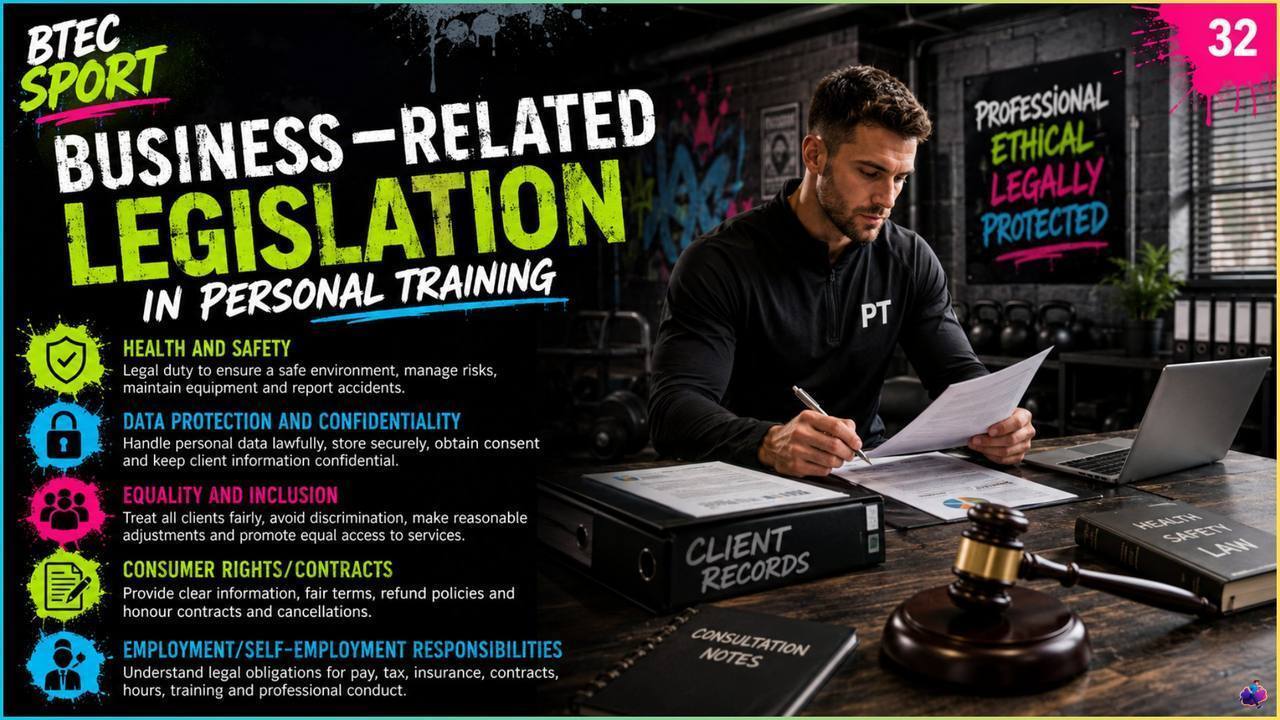 BTEC
SPORT
32
BUSINESS–RELATED
LEGISLATION
IN PERSONAL TRAINING
HEALTH AND SAFETY
Legal duty to ensure a safe environment, manage risks,
maintain equipment and report accidents.
DATA PROTECTION AND CONFIDENTIALITY
Handle personal data lawfully, store securely, obtain consent
and keep client information confidential.
EQUALITY AND INCLUSION
Treat all clients fairly, avoid discrimination, make reasonable
adjustments and promote equal access to services.
CONSUMER RIGHTS/CONTRACTS
Provide clear information, fair terms, refund policies and
honour contracts and cancellations.
EMPLOYMENT/SELF-EMPLOYMENT RESPONSIBILITIES
Understand legal obligations for pay, tax, insurance, contracts,
hours, training and professional conduct.
PROFESSIONAL
ETHICAL
LEGALLY
PROTECTED
PT
CLIENT
RECORDS
CONSULTATION
NOTES
HEALTH
SAFETY
LAW